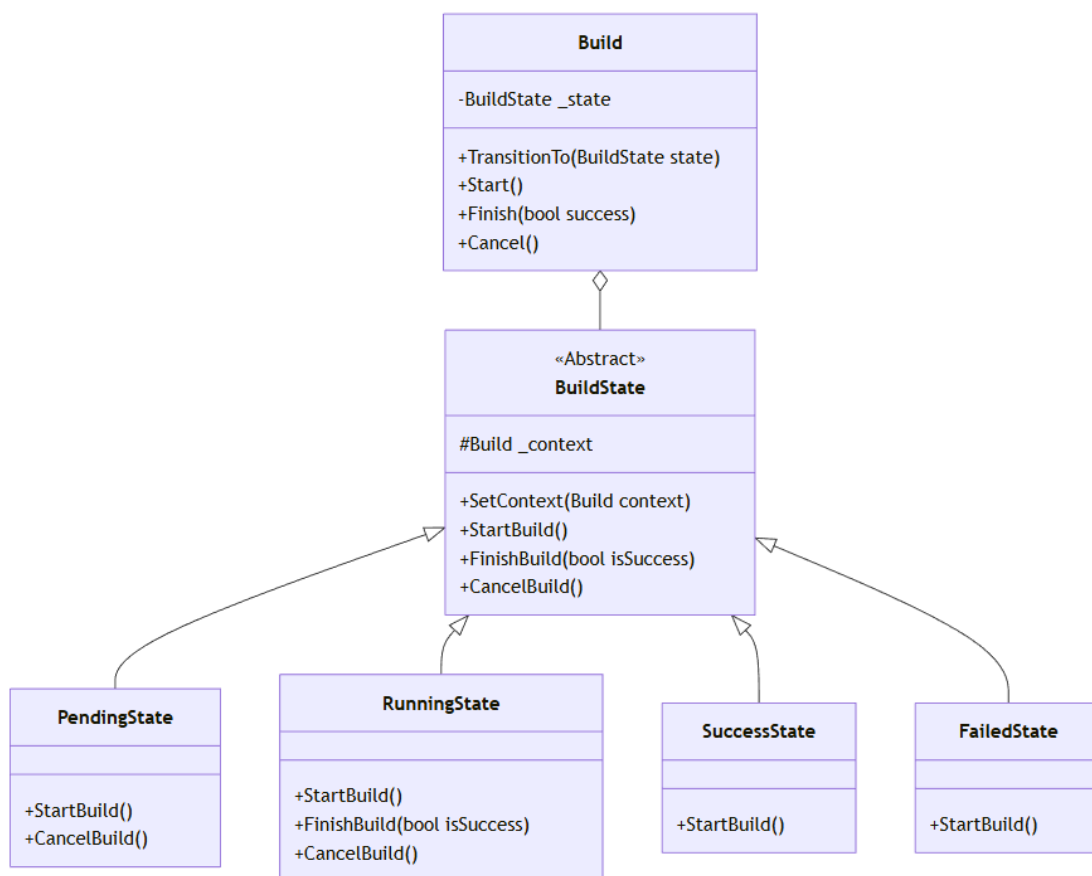 Build
-BuildState _state
+TransitionTo(BuildState state)
+Start()
+Finish(bool success)
+Cancel()
«Abstract»
BuildState
#Build _context
+SetContext(Build context)
+StartBuild()
+FinishBuild(bool isSuccess)
+CancelBuild()
PendingState
+StartBuild()
+CancelBuild()
RunningState
+StartBuild()
+FinishBuild(bool isSuccess)
+CancelBuild()
SuccessState
+StartBuild()
FailedState
+StartBuild()